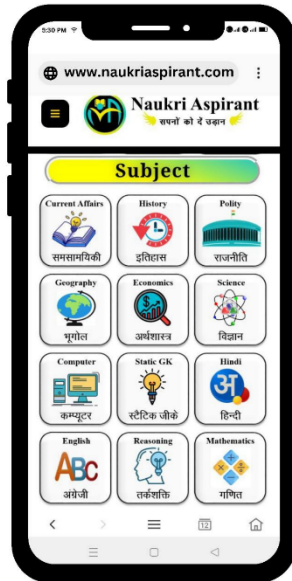 5:30 PM
www.naukriaspirant.com
Naukri Aspirant
सपनों को दें उड़ान
Subject
Current Affairs
समसामयिकी
History
इतिहास
Polity
राजनीति
Geography
भूगोल
Economics
अर्थशास्त्र
Science
विज्ञान
Computer
कम्प्यूटर
Static GK
स्टैटिक जीके
Hindi
अ
हिन्दी
English
ABC
अंग्रेजी
Reasoning
तर्कशक्ति
Mathematics
गणित
12